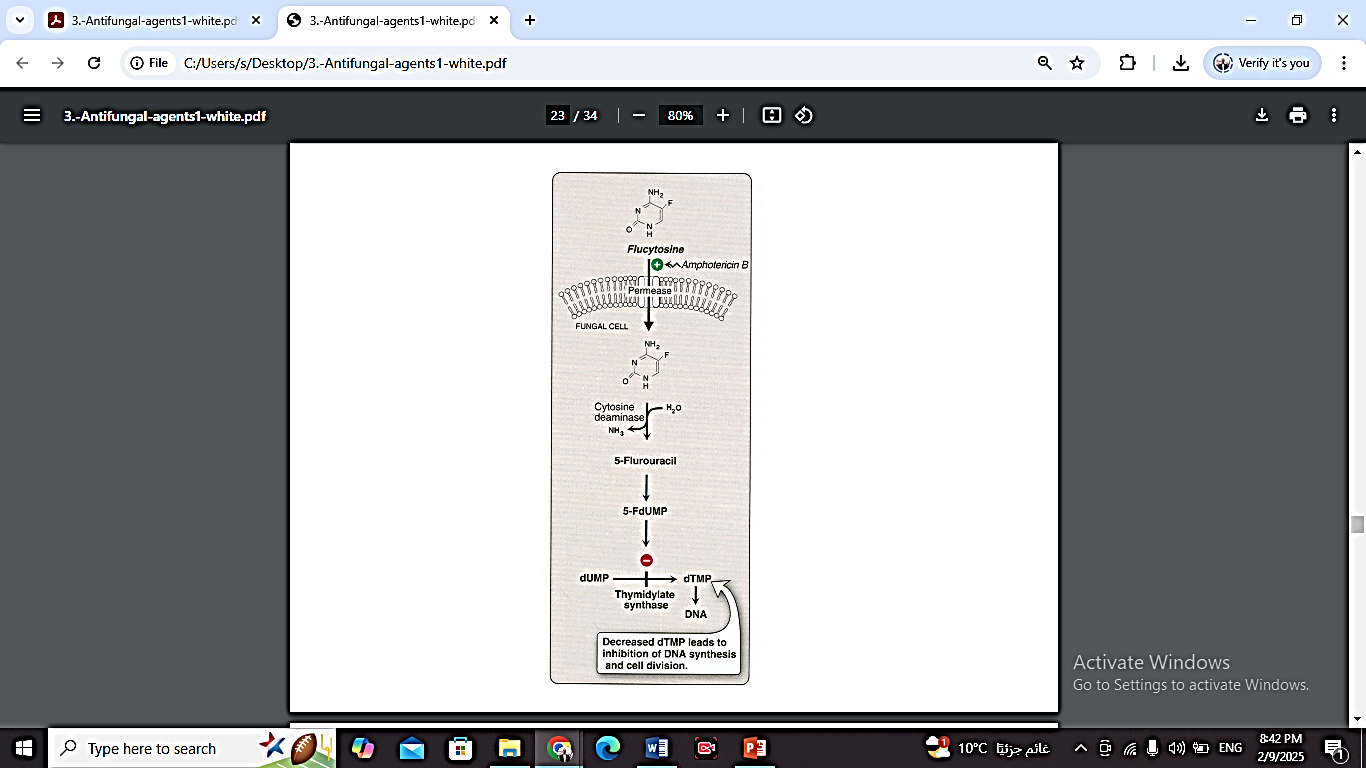 3.-Antifungal-agents1-white.pd
3.-Antifungal-agents1-white.pd
File
C:/Users/s/Desktop/3.-Antifungal-agents1-white.pdf
Verify it's you
3.-Antifungal-agents1-white.pdf
23 / 34
80%
NH2
F
N
O
N
H
Flucytosine
+
Amphotericin B
Permease
FUNGAL CELL
NH2
F
N
O
N
H
Cytosine
deaminase
H2O
NH3
5-Flurouracil
5-FdUMP
dUMP
dTMP
Thymidylate
synthase
DNA
Decreased dTMP leads to
inhibition of DNA synthesis
and cell division.
Activate Windows
Go to Settings to activate Windows.
Type here to search
1
10°C غائم جزئيًا
ENG
8:42 PM
2/9/2025
1